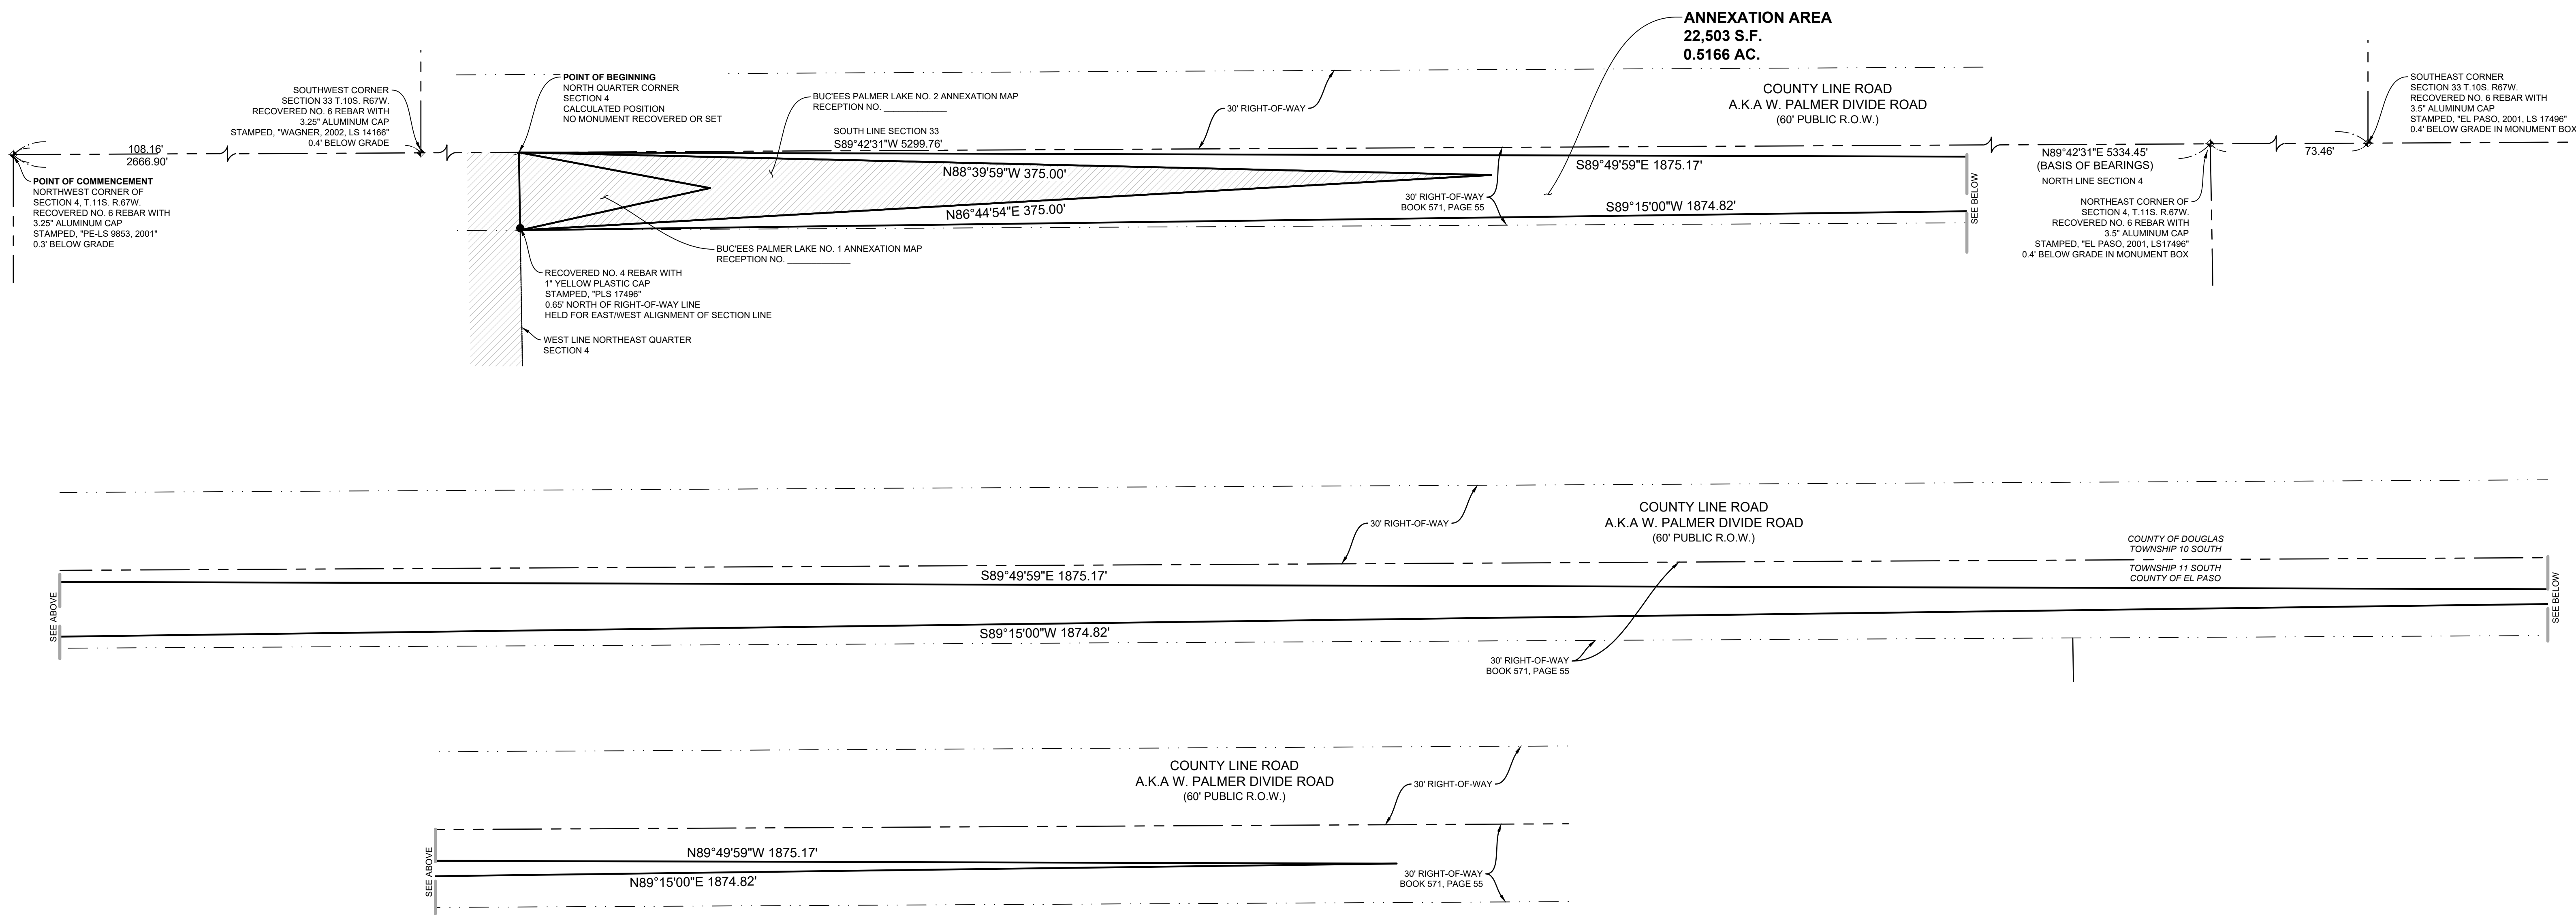 ANNEXATION AREA
22,503 S.F.
0.5166 AC.
SOUTHWEST CORNER
SECTION 33 T.10S. R67W.
RECOVERED NO. 6 REBAR WITH
3.25" ALUMINUM CAP
STAMPED, "WAGNER, 2002, LS 14166"
0.4' BELOW GRADE
POINT OF BEGINNING
NORTH QUARTER CORNER
SECTION 4
CALCULATED POSITION
NO MONUMENT RECOVERED OR SET
BUC'EES PALMER LAKE NO. 2 ANNEXATION MAP
RECEPTION NO. ______________
30' RIGHT-OF-WAY
COUNTY LINE ROAD
A.K.A W. PALMER DIVIDE ROAD
(60' PUBLIC R.O.W.)
SOUTHEAST CORNER
SECTION 33 T.10S. R67W.
RECOVERED NO. 6 REBAR WITH
3.5" ALUMINUM CAP
STAMPED, "EL PASO, 2001, LS 17496"
0.4' BELOW GRADE IN MONUMENT BOX
108.16'
2666.90'
SOUTH LINE SECTION 33
S89°42'31"W 5299.76'
N89°42'31"E 5334.45'
(BASIS OF BEARINGS)
NORTH LINE SECTION 4
73.46'
POINT OF COMMENCEMENT
NORTHWEST CORNER OF
SECTION 4, T.11S. R.67W.
RECOVERED NO. 6 REBAR WITH
3.25" ALUMINUM CAP
STAMPED, "PE-LS 9853, 2001"
0.3' BELOW GRADE
N88°39'59"W 375.00'
S89°49'59"E 1875.17'
30' RIGHT-OF-WAY
BOOK 571, PAGE 55
N86°44'54"E 375.00'
S89°15'00"W 1874.82'
SEE BELOW
NORTHEAST CORNER OF
SECTION 4, T.11S. R.67W.
RECOVERED NO. 6 REBAR WITH
3.5" ALUMINUM CAP
STAMPED, "EL PASO, 2001, LS17496"
0.4' BELOW GRADE IN MONUMENT BOX
BUC'EES PALMER LAKE NO. 1 ANNEXATION MAP
RECEPTION NO. ______________
RECOVERED NO. 4 REBAR WITH
1" YELLOW PLASTIC CAP
STAMPED, "PLS 17496"
0.65' NORTH OF RIGHT-OF-WAY LINE
HELD FOR EAST/WEST ALIGNMENT OF SECTION LINE
WEST LINE NORTHEAST QUARTER
SECTION 4
30' RIGHT-OF-WAY
COUNTY LINE ROAD
A.K.A W. PALMER DIVIDE ROAD
(60' PUBLIC R.O.W.)
COUNTY OF DOUGLAS
TOWNSHIP 10 SOUTH
TOWNSHIP 11 SOUTH
COUNTY OF EL PASO
SEE ABOVE
S89°49'59"E 1875.17'
S89°15'00"W 1874.82'
SEE BELOW
30' RIGHT-OF-WAY
BOOK 571, PAGE 55
COUNTY LINE ROAD
A.K.A W. PALMER DIVIDE ROAD
(60' PUBLIC R.O.W.)
30' RIGHT-OF-WAY
SEE ABOVE
N89°49'59"W 1875.17'
N89°15'00"E 1874.82'
30' RIGHT-OF-WAY
BOOK 571, PAGE 55